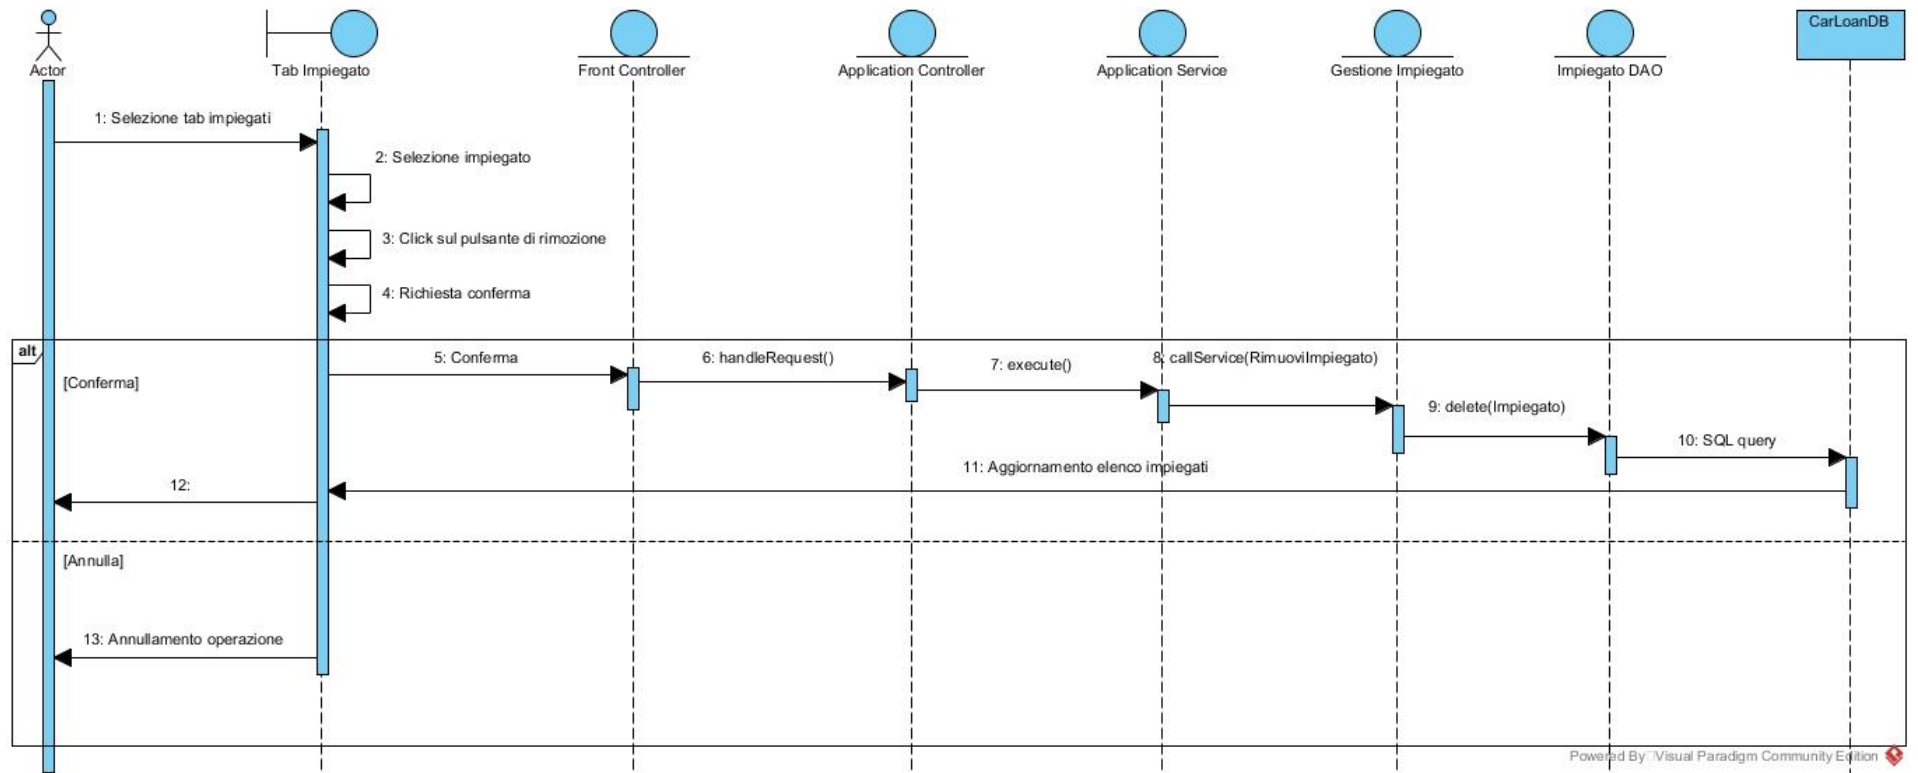 Actor
Tab Impiegato
Front Controller
Application Controller
Application Service
Gestione Impiegato
Impiegato DAO
CarLoanDB
1: Selezione tab impiegati
2: Selezione impiegato
3: Click sul pulsante di rimozione
4: Richiesta conferma
alt
[Conferma]
5: Conferma
6: handleRequest()
7: execute()
8: callService(RimuoviImpiegato)
9: delete(Impiegato)
10: SQL query
11: Aggiornamento elenco impiegati
12:
[Annulla]
13: Annullamento operazione
Powered By Visual Paradigm Community Edition